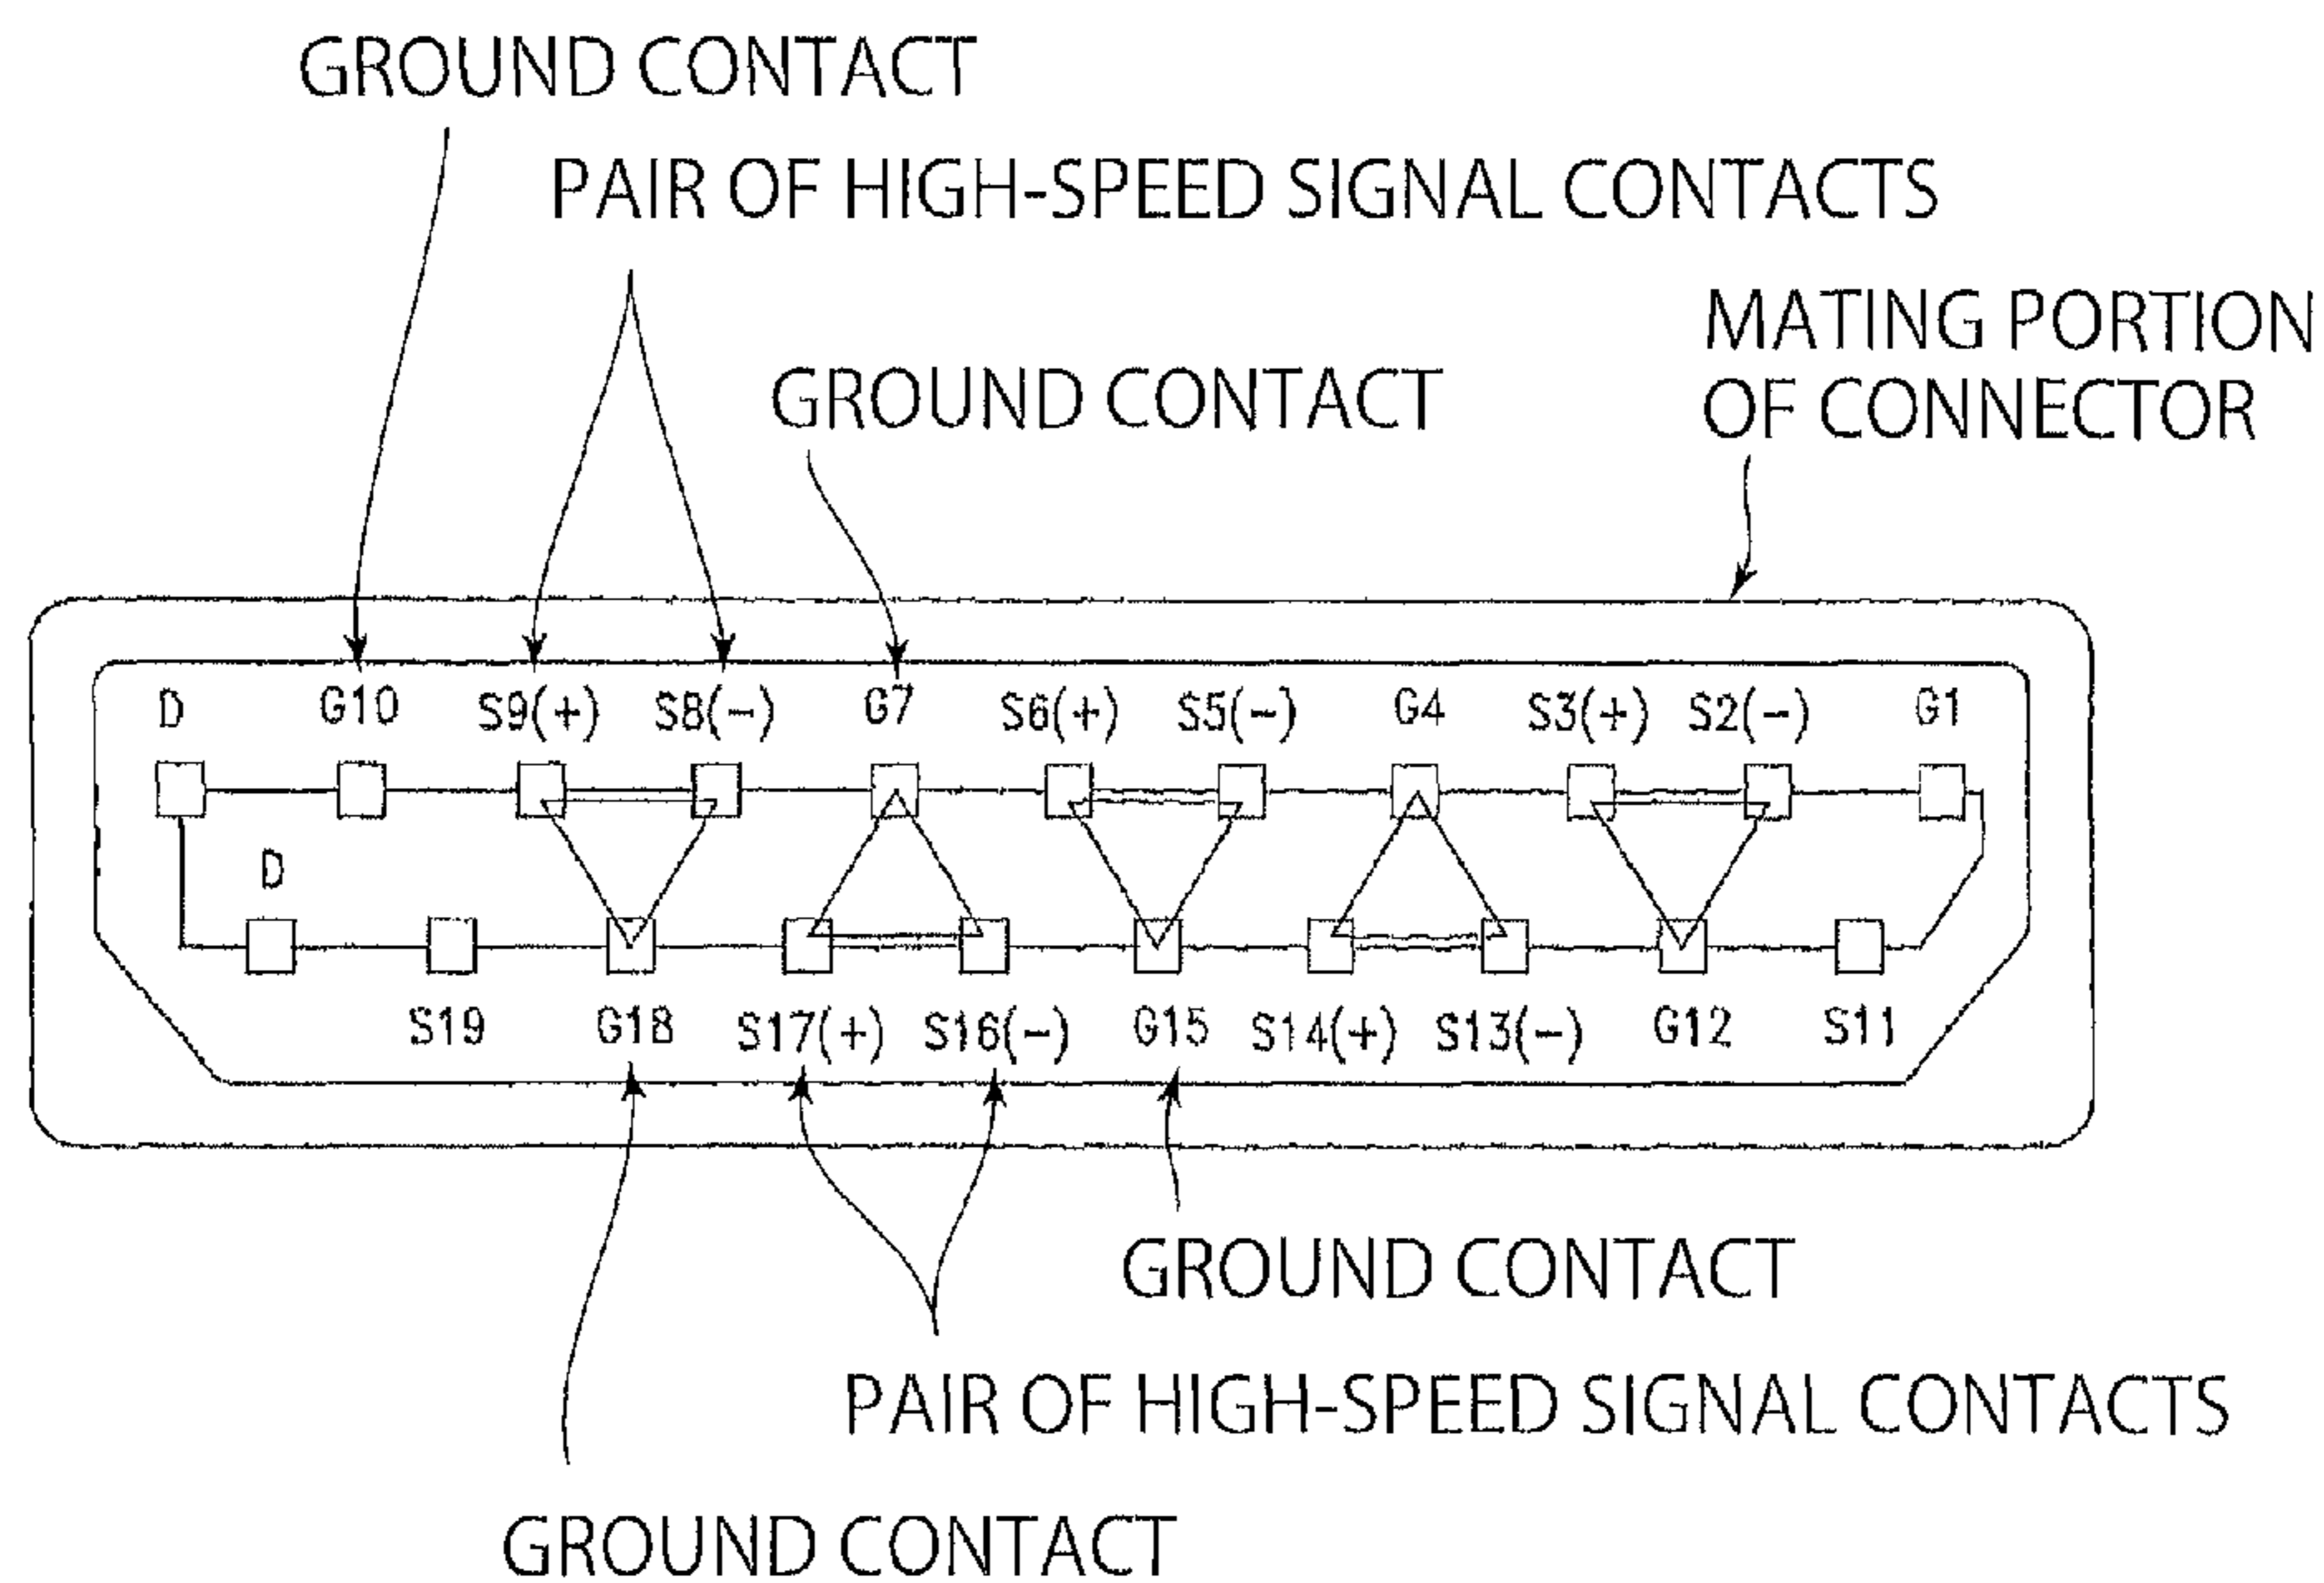 GROUND CONTACT
PAIR OF HIGH-SPEED SIGNAL CONTACTS
MATING PORTION
OF CONNECTOR
GROUND CONTACT
D G10 S9(+) S8(-) G7 S6(+) S5(-) G4 S3(+) S2(-) G1
D
S19 G18 S17(+) S16(-) G15 S14(+) S13(-) G12 S11
GROUND CONTACT
PAIR OF HIGH-SPEED SIGNAL CONTACTS
GROUND CONTACT